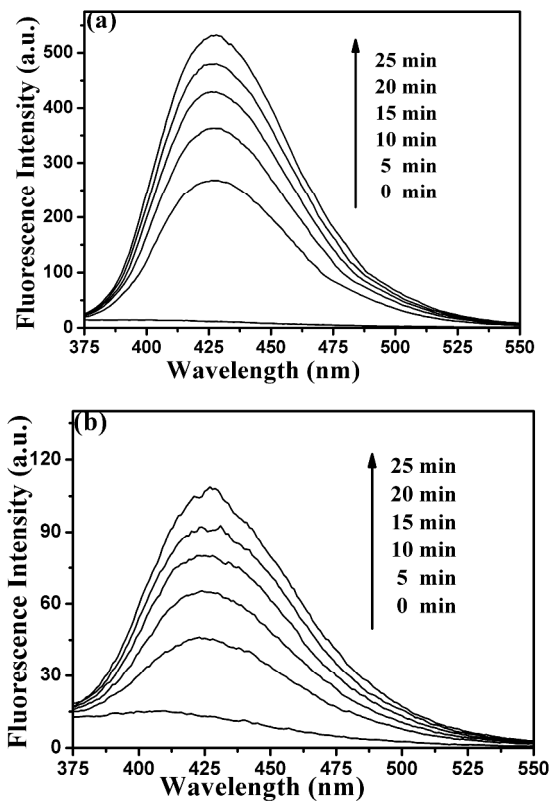 (a)
Fluorescence Intensity (a.u.)
500
400
300
200
100
0
25 min
20 min
15 min
10 min
5 min
0 min
375 400 425 450 475 500 525 550
Wavelength (nm)
(b)
Fluorescence Intensity (a.u.)
120
90
60
30
0
25 min
20 min
15 min
10 min
5 min
0 min
375 400 425 450 475 500 525 550
Wavelength (nm)